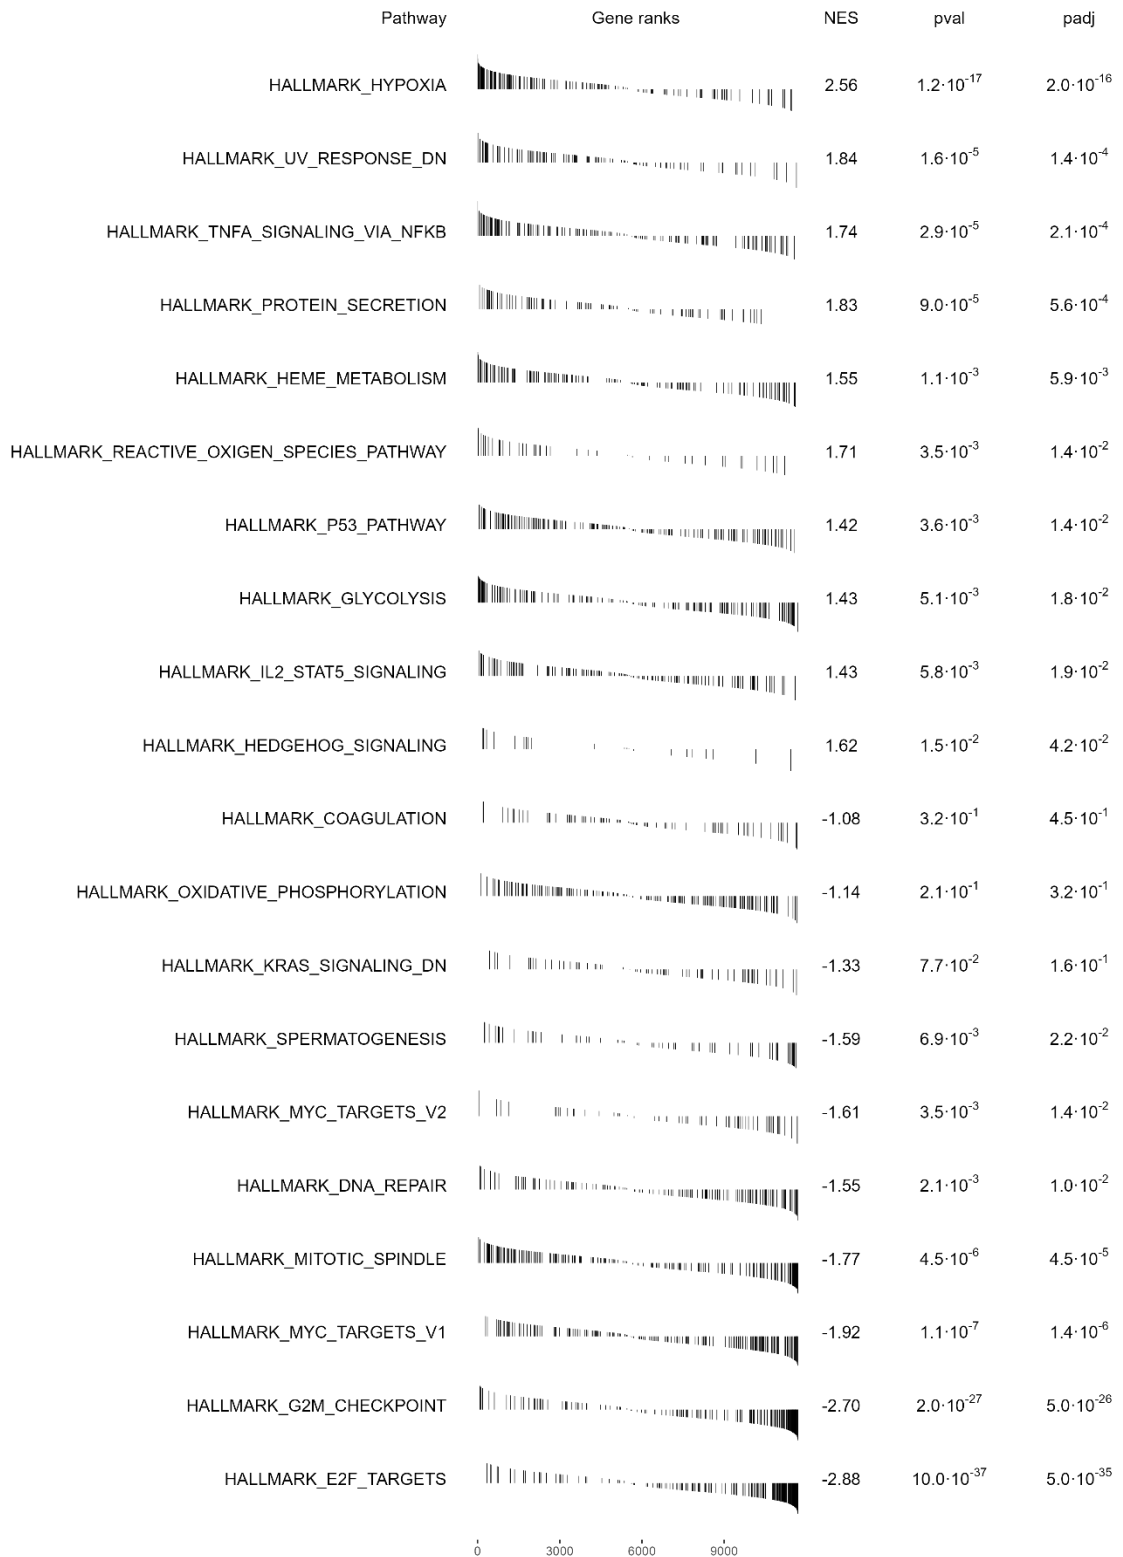 Pathway Gene ranks NES pval padj
HALLMARK_HYPOXIA 2.56 1.2·10^-17 2.0·10^-16
HALLMARK_UV_RESPONSE_DN 1.84 1.6·10^-5 1.4·10^-4
HALLMARK_TNFA_SIGNALING_VIA_NFKB 1.74 2.9·10^-5 2.1·10^-4
HALLMARK_PROTEIN_SECRETION 1.83 9.0·10^-5 5.6·10^-4
HALLMARK_HEME_METABOLISM 1.55 1.1·10^-3 5.9·10^-3
HALLMARK_REACTIVE_OXIGEN_SPECIES_PATHWAY 1.71 3.5·10^-3 1.4·10^-2
HALLMARK_P53_PATHWAY 1.42 3.6·10^-3 1.4·10^-2
HALLMARK_GLYCOLYSIS 1.43 5.1·10^-3 1.8·10^-2
HALLMARK_IL2_STAT5_SIGNALING 1.43 5.8·10^-3 1.9·10^-2
HALLMARK_HEDGEHOG_SIGNALING 1.62 1.5·10^-2 4.2·10^-2
HALLMARK_COAGULATION -1.08 3.2·10^-1 4.5·10^-1
HALLMARK_OXIDATIVE_PHOSPHORYLATION -1.14 2.1·10^-1 3.2·10^-1
HALLMARK_KRAS_SIGNALING_DN -1.33 7.7·10^-2 1.6·10^-1
HALLMARK_SPERMATOGENESIS -1.59 6.9·10^-3 2.2·10^-2
HALLMARK_MYC_TARGETS_V2 -1.61 3.5·10^-3 1.4·10^-2
HALLMARK_DNA_REPAIR -1.55 2.1·10^-3 1.0·10^-2
HALLMARK_MITOTIC_SPINDLE -1.77 4.5·10^-6 4.5·10^-5
HALLMARK_MYC_TARGETS_V1 -1.92 1.1·10^-7 1.4·10^-6
HALLMARK_G2M_CHECKPOINT -2.70 2.0·10^-27 5.0·10^-26
HALLMARK_E2F_TARGETS -2.88 10.0·10^-37 5.0·10^-35
0 3000 6000 9000